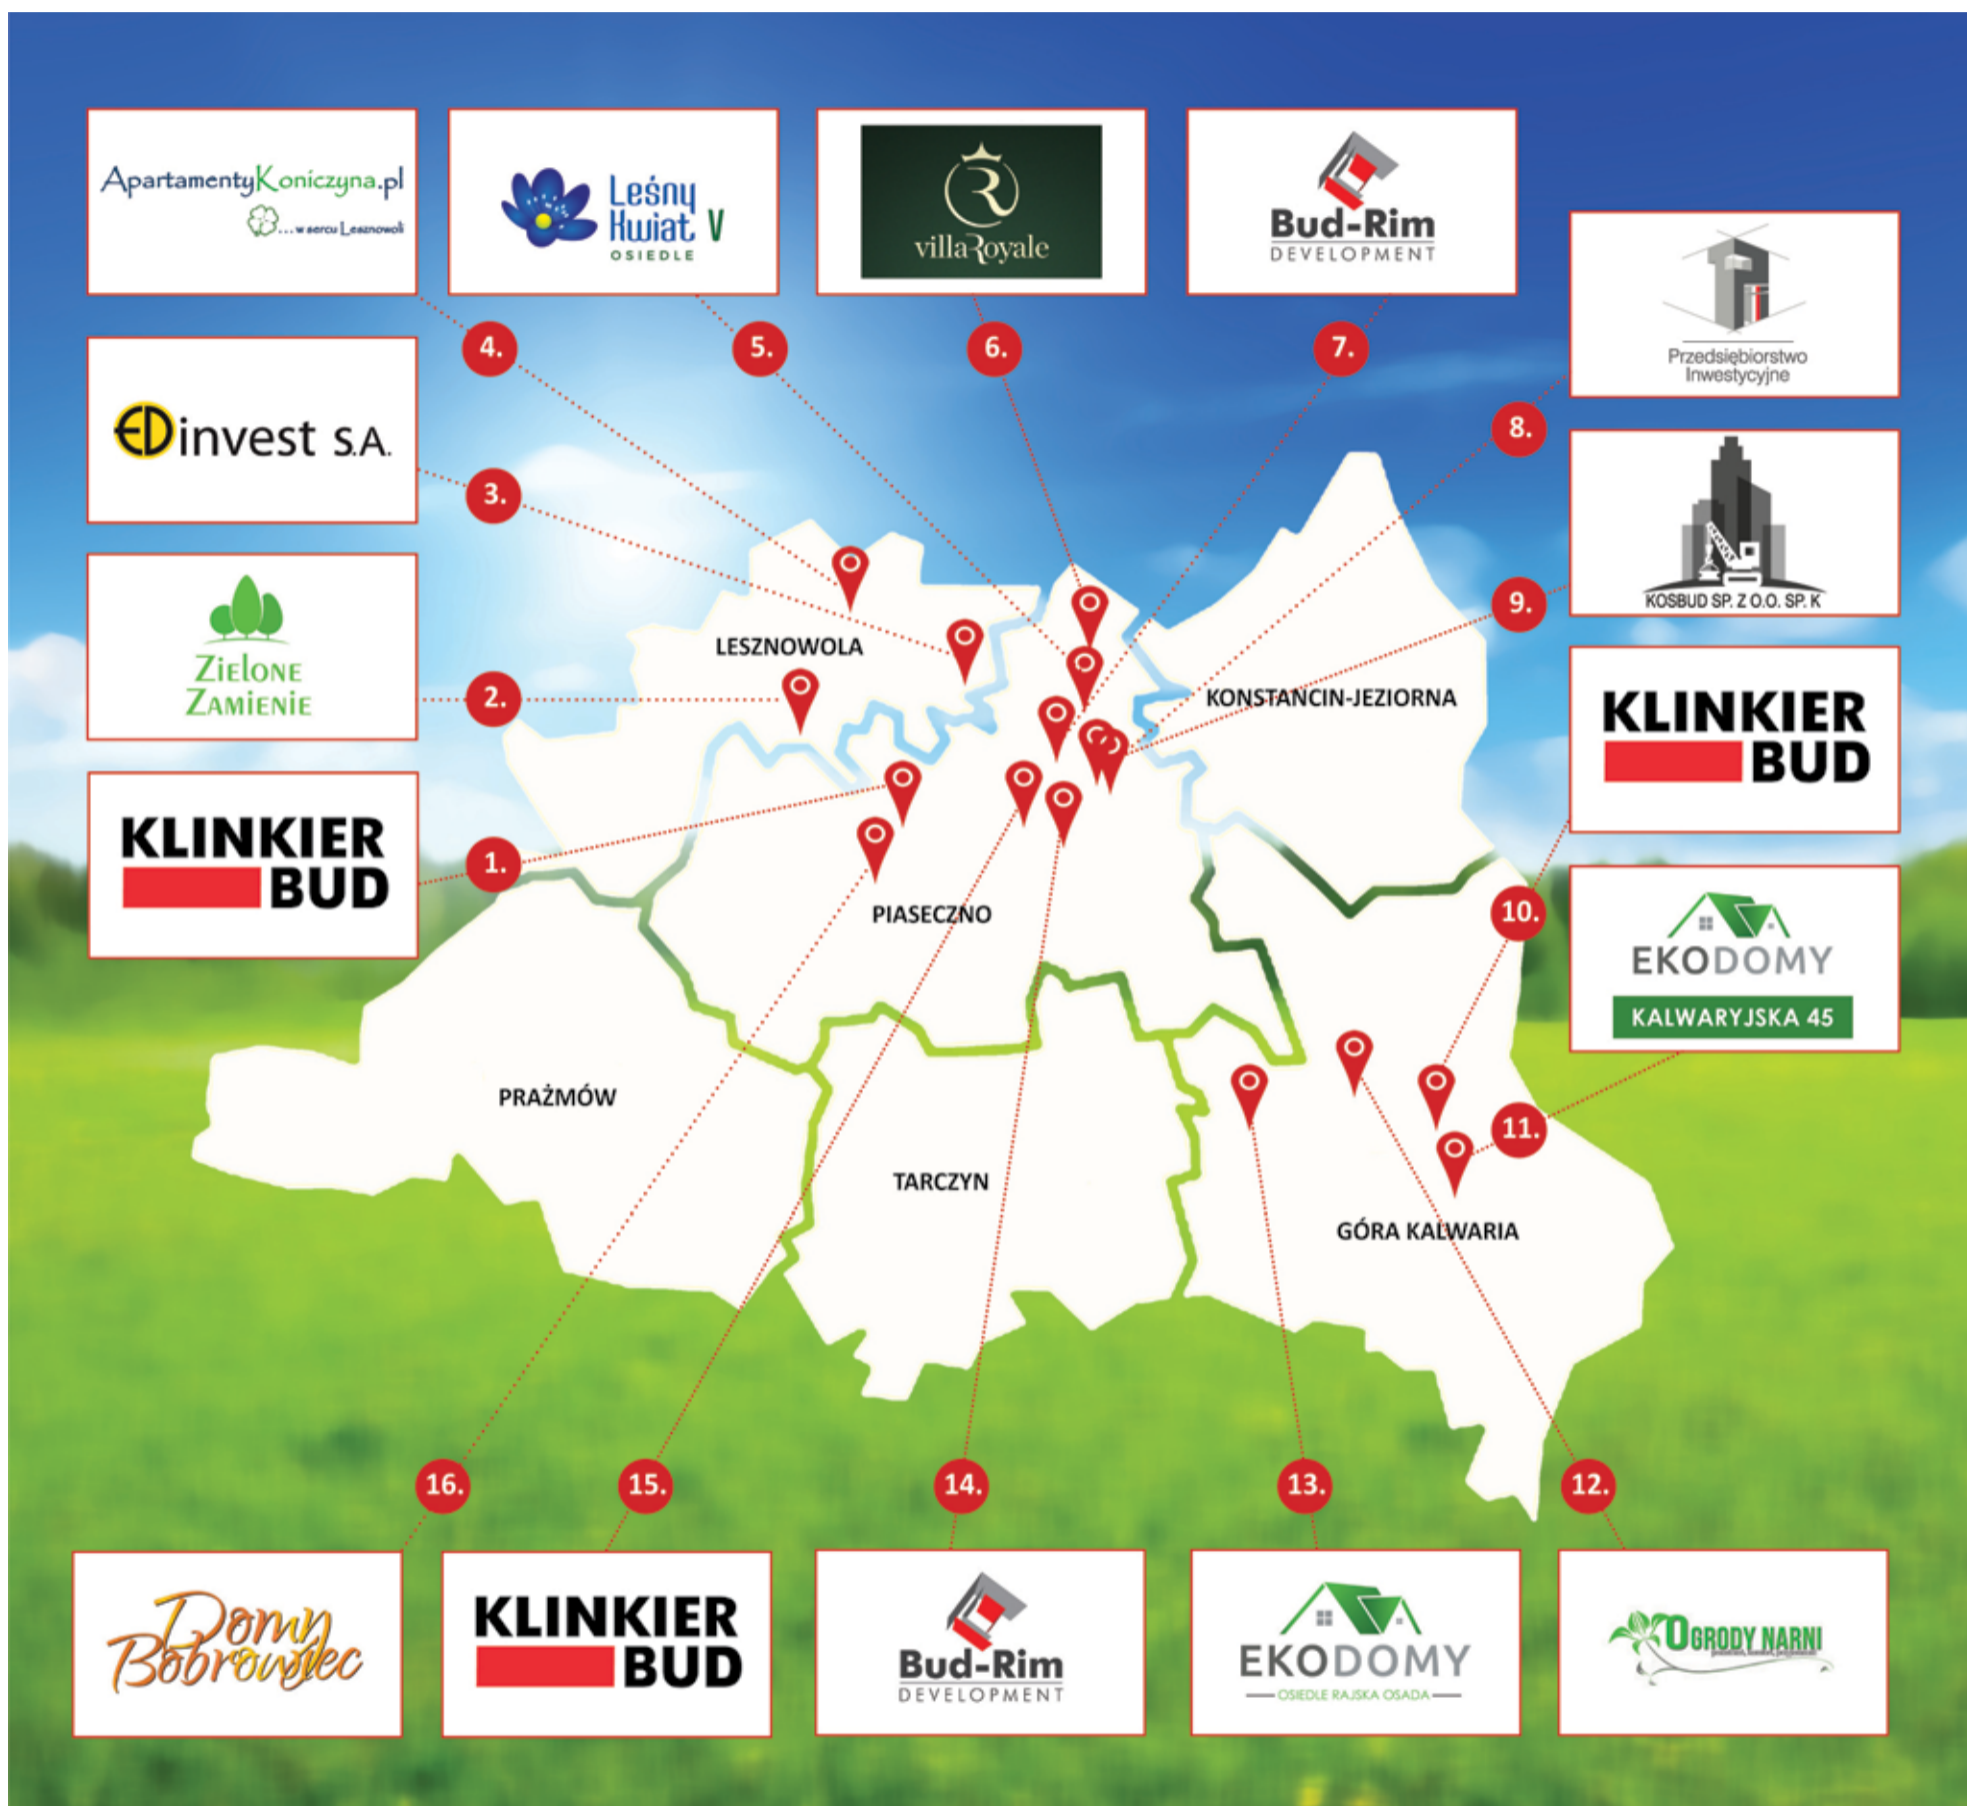 ApartamentyKoniczyna.pl
...w sercu Lesznowoli
Leśny
Kwiat V
OSIEDLE
R
villaRoyale
Bud-Rim
DEVELOPMENT
Przedsiębiorstwo
Inwestycyjne
4.
5.
6.
7.
8.
EDinvest S.A.
3.
KOSBUD SP. Z O.O. SP. K
9.
Zielone
Zamienie
2.
LESZNOWOLA
KONSTANCIN-JEZIORNA
KLINKIER
BUD
KLINKIER
BUD
1.
10.
PIASECZNO
EKODOMY
KALWARYJSKA 45
11.
PRAŻMÓW
TARCZYN
GÓRA KALWARIA
16.
15.
14.
13.
12.
Domy
Bobrowiec
KLINKIER
BUD
Bud-Rim
DEVELOPMENT
EKODOMY
OSIEDLE RAJSKA OSADA
OGRODY NARNI